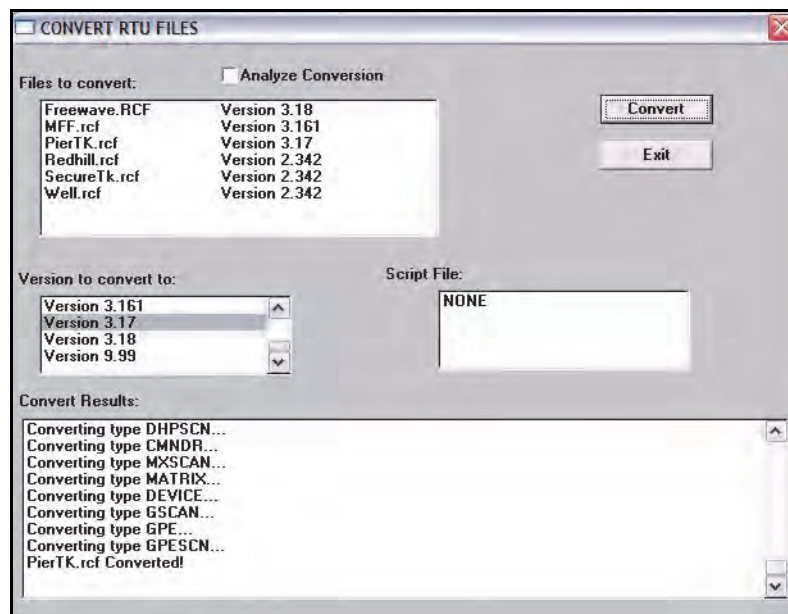 CONVERT RTU FILES
Analyze Conversion
Files to convert:
Freewave.RCF Version 3.18
MFF.rcf Version 3.161
PierTK.rcf Version 3.17
Redhill.rcf Version 2.342
SecureTk.rcf Version 2.342
Well.rcf Version 2.342
Convert
Exit
Version to convert to:
Version 3.161
Version 3.17
Version 3.18
Version 9.99
Script File:
NONE
Convert Results:
Converting type DHPSCN...
Converting type CMNDR...
Converting type MXSCAN...
Converting type MATRIX...
Converting type DEVICE...
Converting type GSCAN...
Converting type GPE...
Converting type GPESCN...
PierTK.rcf Converted!